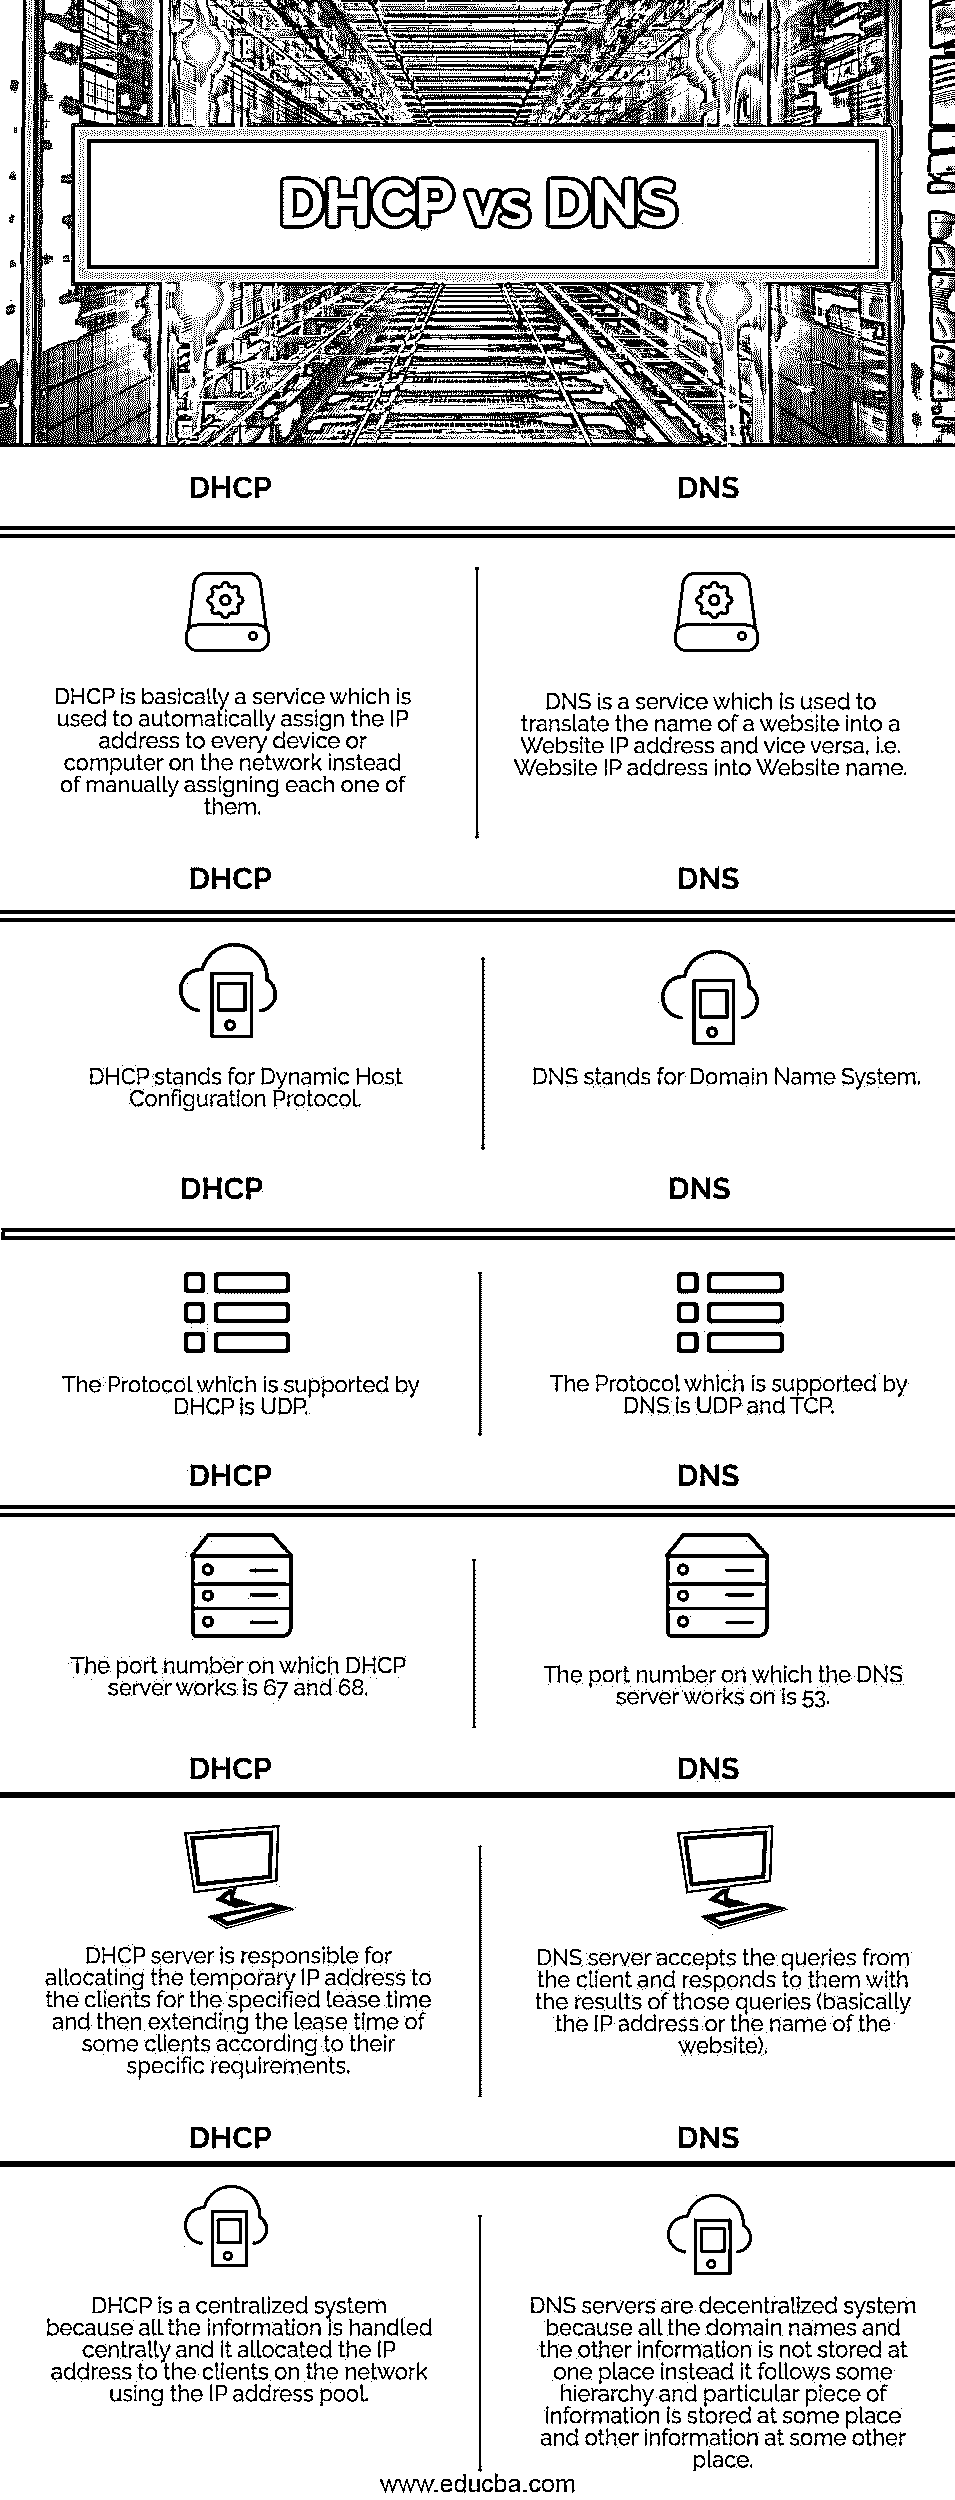 DHCP vs DNS
DHCP
DNS
DHCP is basically a service which is
used to automatically assign the IP
address to every device or
computer on the network instead
of manually assigning each one of
them.
DNS is a service which is used to
translate the name of a website into a
Website IP address and vice versa, i.e.
Website IP address into Website name.
DHCP
DNS
DHCP stands for Dynamic Host
Configuration Protocol.
DNS stands for Domain Name System.
DHCP
DNS
The Protocol which is supported by
DHCP is UDP.
The Protocol which is supported by
DNS is UDP and TCP.
DHCP
DNS
The port number on which DHCP
server works is 67 and 68.
The port number on which the DNS
server works on is 53.
DHCP
DNS
DHCP server is responsible for
allocating the temporary IP address to
the clients for the specified lease time
and then extending the lease time of
some clients according to their
specific requirements.
DNS server accepts the queries from
the client and responds to them with
the results of those queries (basically
the IP address or the name of the
website).
DHCP
DNS
DHCP is a centralized system
because all the information is handled
centrally and it allocated the IP
address to the clients on the network
using the IP address pool.
DNS servers are decentralized system
because all the domain names and
the other information is not stored at
one place instead it follows some
hierarchy and particular piece of
information is stored at some place
and other information at some other
place.
www.educba.com